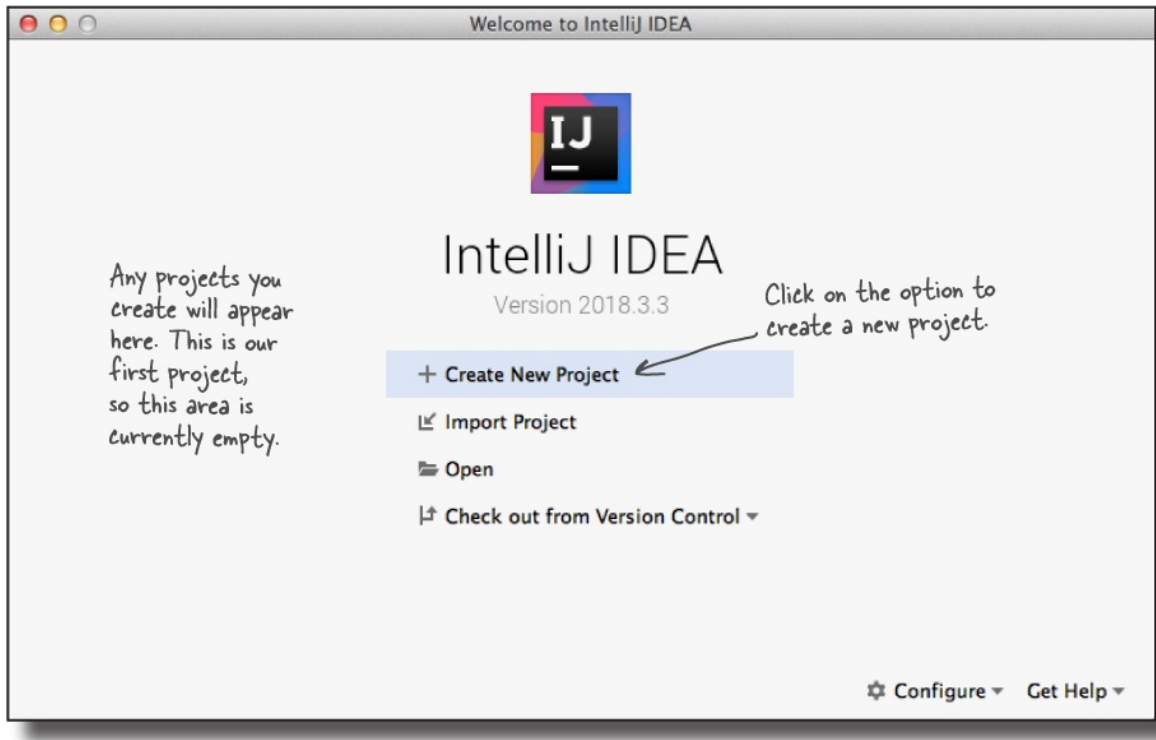 Welcome to IntelliJ IDEA
IJ
IntelliJ IDEA
Version 2018.3.3
Any projects you
create will appear
here. This is our
first project,
so this area is
currently empty.
Click on the option to
create a new project.
+ Create New Project
Import Project
Open
Check out from Version Control
Configure
Get Help